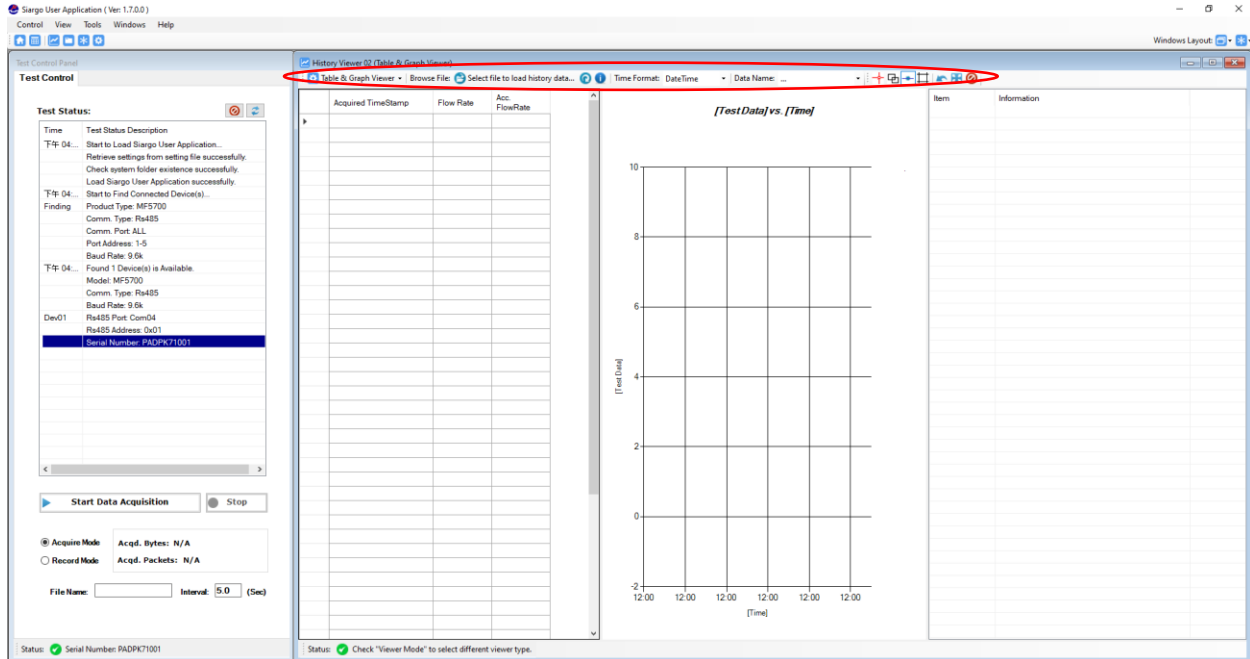 Siargo User Application ( Ver: 1.7.0.0 )
Control View Tools Windows Help
Windows Layout:
Test Control Panel
Test Control
Test Status:
Time Test Status Description
下午 04:... Start to Load Siargo User Application...
Retrieve settings from setting file successfully.
Check system folder existence successfully.
Load Siargo User Application successfully.
下午 04:... Start to Find Connected Device(s)...
Finding Product Type: MF5700
Comm. Type: Rs485
Comm. Port: ALL
Port Address: 1-5
Baud Rate: 9.6k
下午 04:... Found 1 Device(s) is Available.
Model: MF5700
Comm. Type: Rs485
Baud Rate: 9.6k
Dev01 Rs485 Port: Com04
Rs485 Address: 0x01
Serial Number: PADPK71001
Start Data Acquisition Stop
Acquire Mode Acqd. Bytes: N/A
Record Mode Acqd. Packets: N/A
File Name: Interval: 5.0 (Sec)
Status: Serial Number: PADPK71001
History Viewer 02 (Table & Graph Viewer)
Table & Graph Viewer Browse File: Select file to load history data... Time Format: DateTime Data Name: ...
Acquired TimeStamp Flow Rate Acc. FlowRate
[Test Data] vs. [Time]
10
8
6
4
2
0
-2
[Test Data]
12:00 12:00 12:00 12:00 12:00 12:00
[Time]
Item Information
Status: Check "Viewer Mode" to select different viewer type.